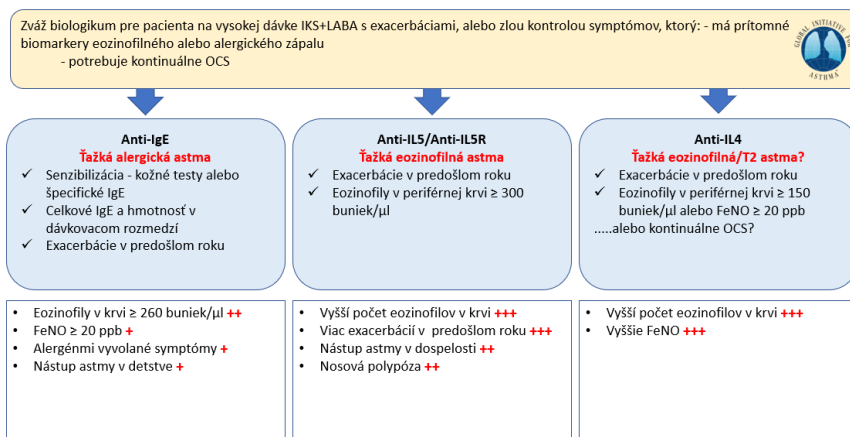 Zváž biologikum pre pacienta na vysokej dávke IKS+LABA s exacerbáciami, alebo zlou kontrolou symptómov, ktorý: - má prítomné
biomarkery eozinofilného alebo alergického zápalu
- potrebuje kontinuálne OCS
GLOBAL INITIATIVE FOR
ASTHMA
Anti-IgE
Ťažká alergická astma
✓ Senzibilizácia - kožné testy alebo
špecifické IgE
✓ Celkové IgE a hmotnosť v
dávkovacom rozmedzí
✓ Exacerbácie v predošlom roku
Anti-IL5/Anti-IL5R
Ťažká eozinofilná astma
✓ Exacerbácie v predošlom roku
✓ Eozinofily v periférnej krvi ≥ 300
buniek/µl
Anti-IL4
Ťažká eozinofilná/T2 astma?
✓ Exacerbácie v predošlom roku
✓ Eozinofily v periférnej krvi ≥ 150
buniek/µl alebo FeNO ≥ 20 ppb
.....alebo kontinuálne OCS?
• Eozinofily v krvi ≥ 260 buniek/µl ++
• FeNO ≥ 20 ppb +
• Alergénmi vyvolané symptómy +
• Nástup astmy v detstve +
• Vyšší počet eozinofilov v krvi +++
• Viac exacerbácií v predošlom roku +++
• Nástup astmy v dospelosti ++
• Nosová polypóza ++
• Vyšší počet eozinofilov v krvi +++
• Vyššie FeNO +++